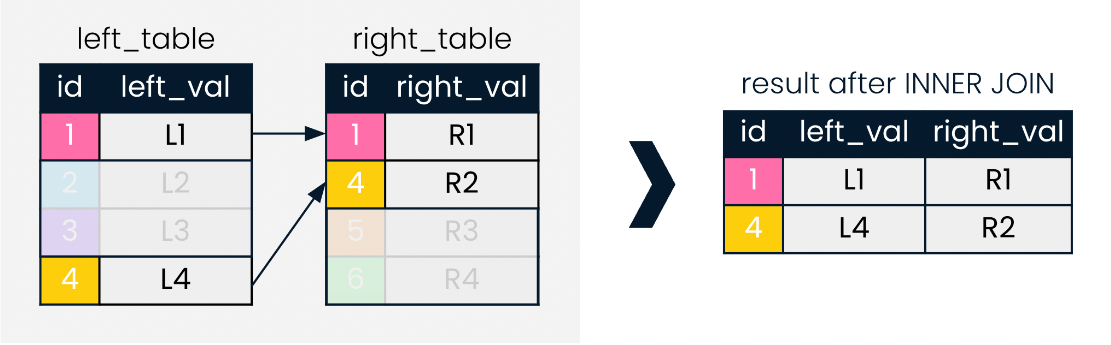 left_table
id left_val
1 L1
2 L2
3 L3
4 L4
right_table
id right_val
1 R1
4 R2
5 R3
6 R4
result after INNER JOIN
id left_val right_val
1 L1 R1
4 L4 R2